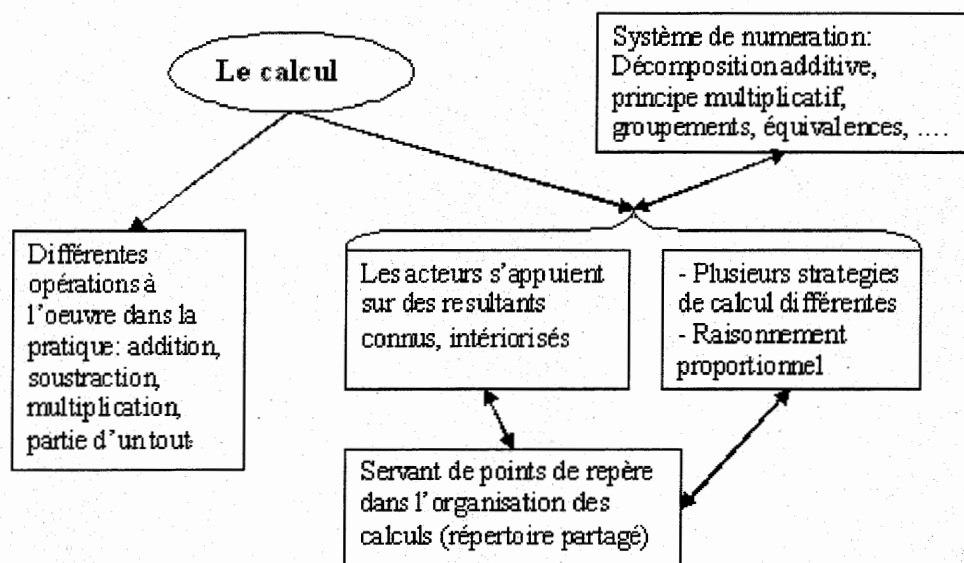 Le calcul
Système de numeration:
Décomposition additive,
principe multiplicatif,
groupements, équivalences, ....
Différentes
opérations à
l'oeuvre dans la
pratique: addition,
soustraction,
multiplication,
partie d'un tout
Les acteurs s'appuient
sur des resultants
connus, intériorisés
- Plusieurs strategies
de calcul différentes
- Raisonnement
proportionnel
Servant de points de repère
dans l'organisation des
calculs (répertoire partagé)